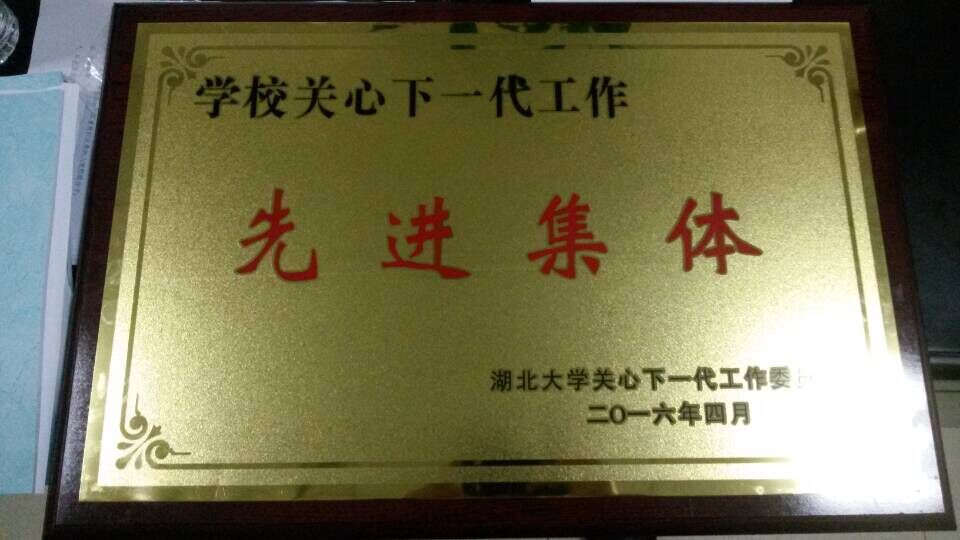 学校关心下一代工作
先进集体
湖北大学关心下一代工作委员
二〇一六年四月